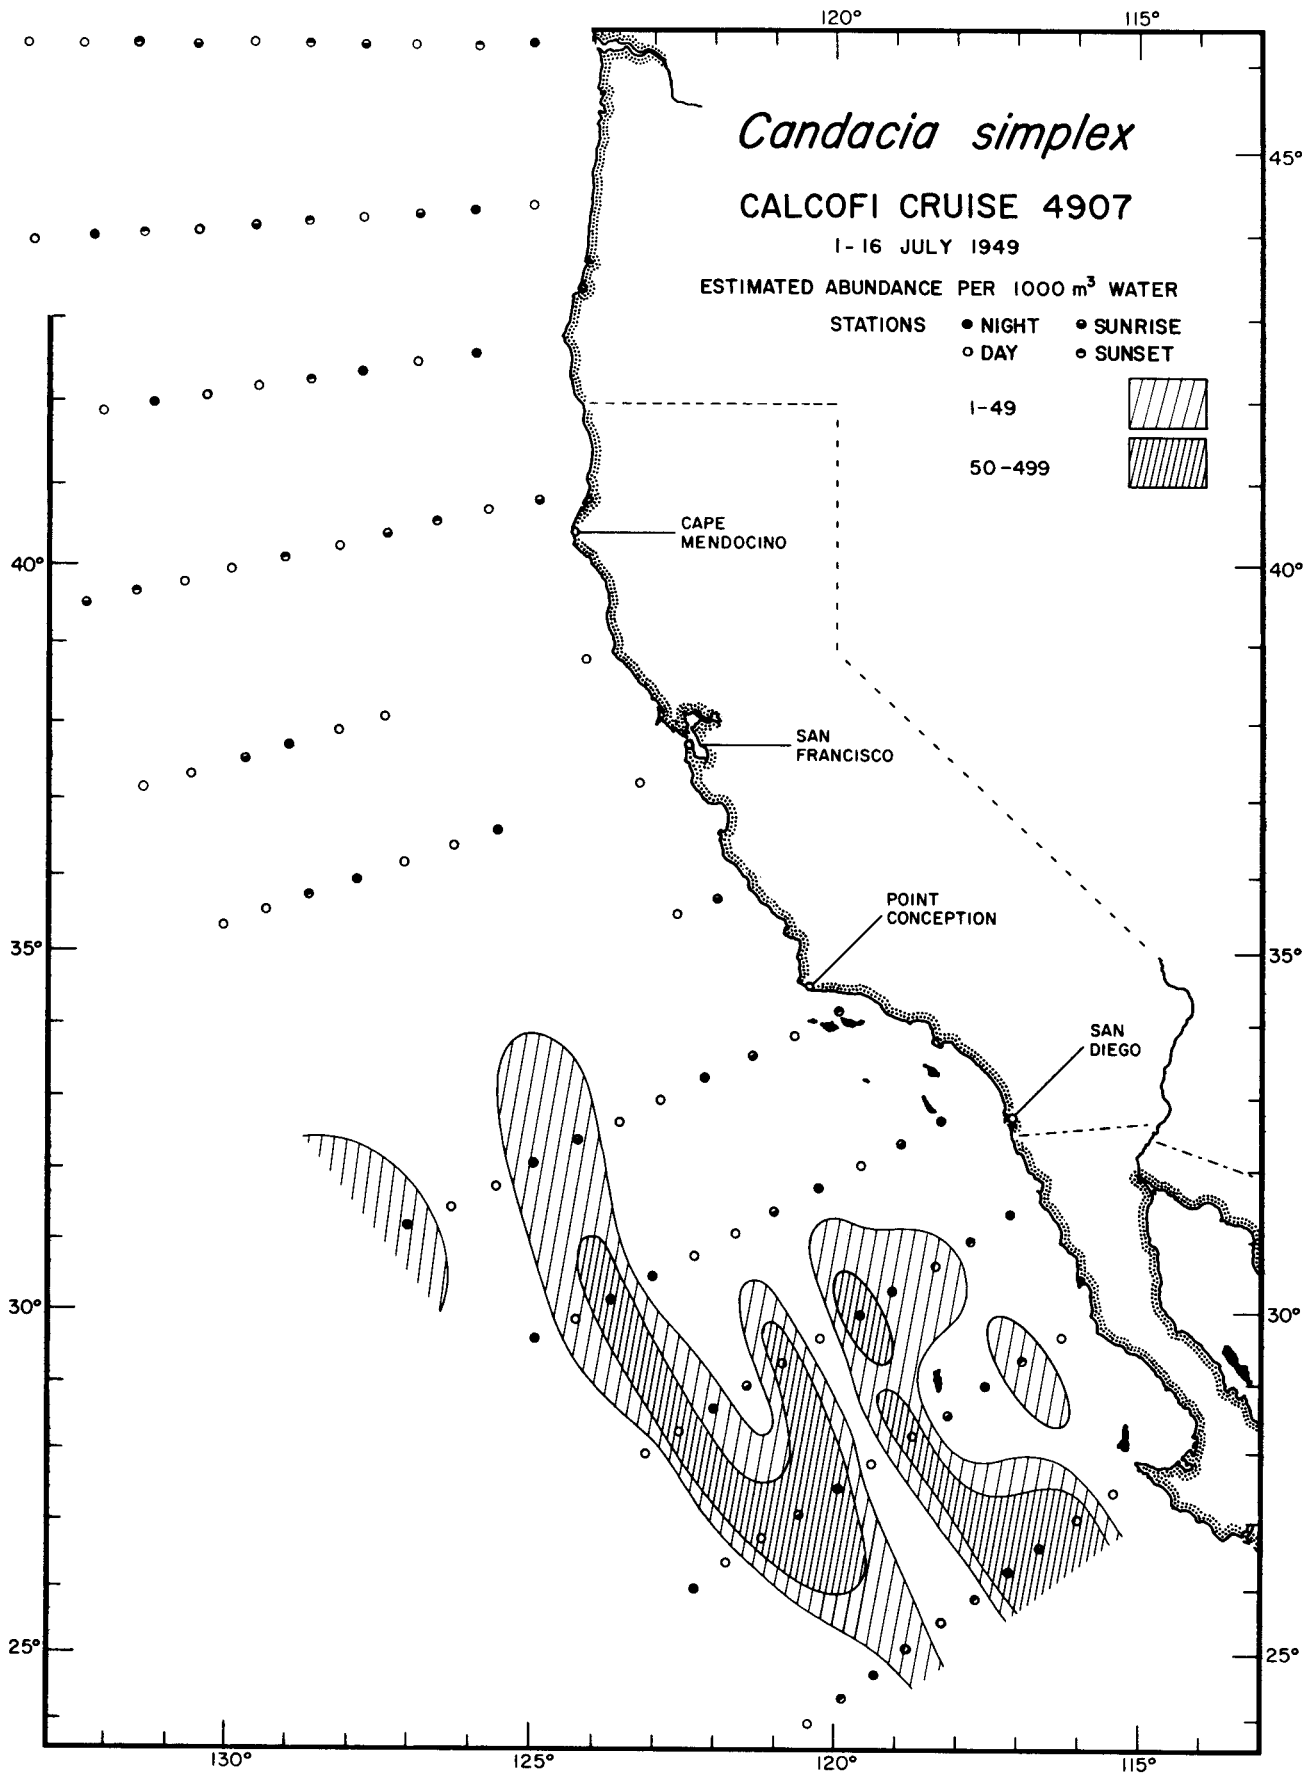 120°
115°
Candacia simplex
45°
CALCOFI CRUISE 4907
1-16 JULY 1949
ESTIMATED ABUNDANCE PER 1000 m³ WATER
STATIONS ● NIGHT SUNRISE
○ DAY SUNSET
1-49
50-499
CAPE
MENDOCINO
40°
40°
SAN
FRANCISCO
POINT
CONCEPTION
35°
35°
SAN
DIEGO
30°
30°
25°
25°
130°
125°
120°
115°